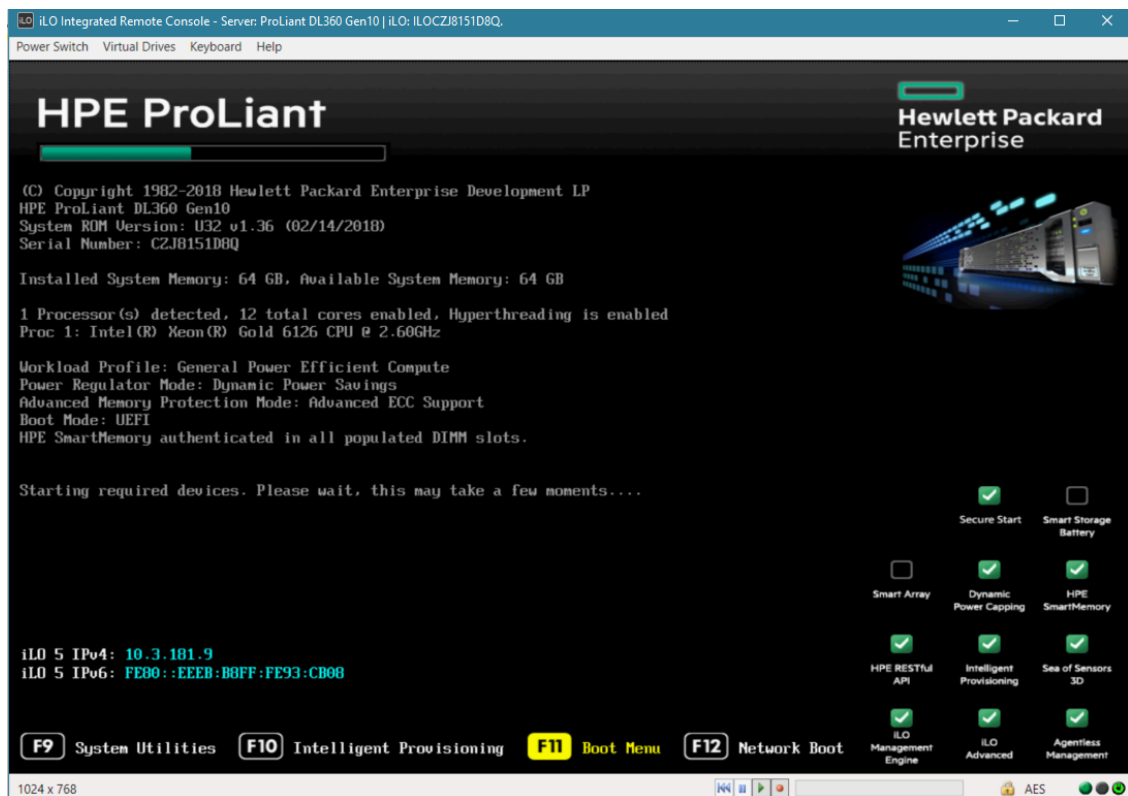 iLO Integrated Remote Console - Server: ProLiant DL360 Gen10 | iLO: ILOCZJ8151D8Q.
Power Switch Virtual Drives Keyboard Help
HPE ProLiant
Hewlett Packard
Enterprise
(C) Copyright 1982-2018 Hewlett Packard Enterprise Development LP
HPE ProLiant DL360 Gen10
System ROM Version: U32 v1.36 (02/14/2018)
Serial Number: CZJ8151D8Q
Installed System Memory: 64 GB, Available System Memory: 64 GB
1 Processor(s) detected, 12 total cores enabled, Hyperthreading is enabled
Proc 1: Intel(R) Xeon(R) Gold 6126 CPU @ 2.60GHz
Workload Profile: General Power Efficient Compute
Power Regulator Mode: Dynamic Power Savings
Advanced Memory Protection Mode: Advanced ECC Support
Boot Mode: UEFI
HPE SmartMemory authenticated in all populated DIMM slots.
Starting required devices. Please wait, this may take a few moments....
Secure Start
Smart Storage
Battery
Smart Array
Dynamic
Power Capping
HPE
SmartMemory
HPE RESTful
API
Intelligent
Provisioning
Sea of Sensors
3D
iLO
Management
Engine
iLO
Advanced
Agentless
Management
iLO 5 IPv4: 10.3.181.9
iLO 5 IPv6: FE80::EEEB:B8FF:FE93:CB08
F9 System Utilities F10 Intelligent Provisioning F11 Boot Menu F12 Network Boot
1024 x 768 AES